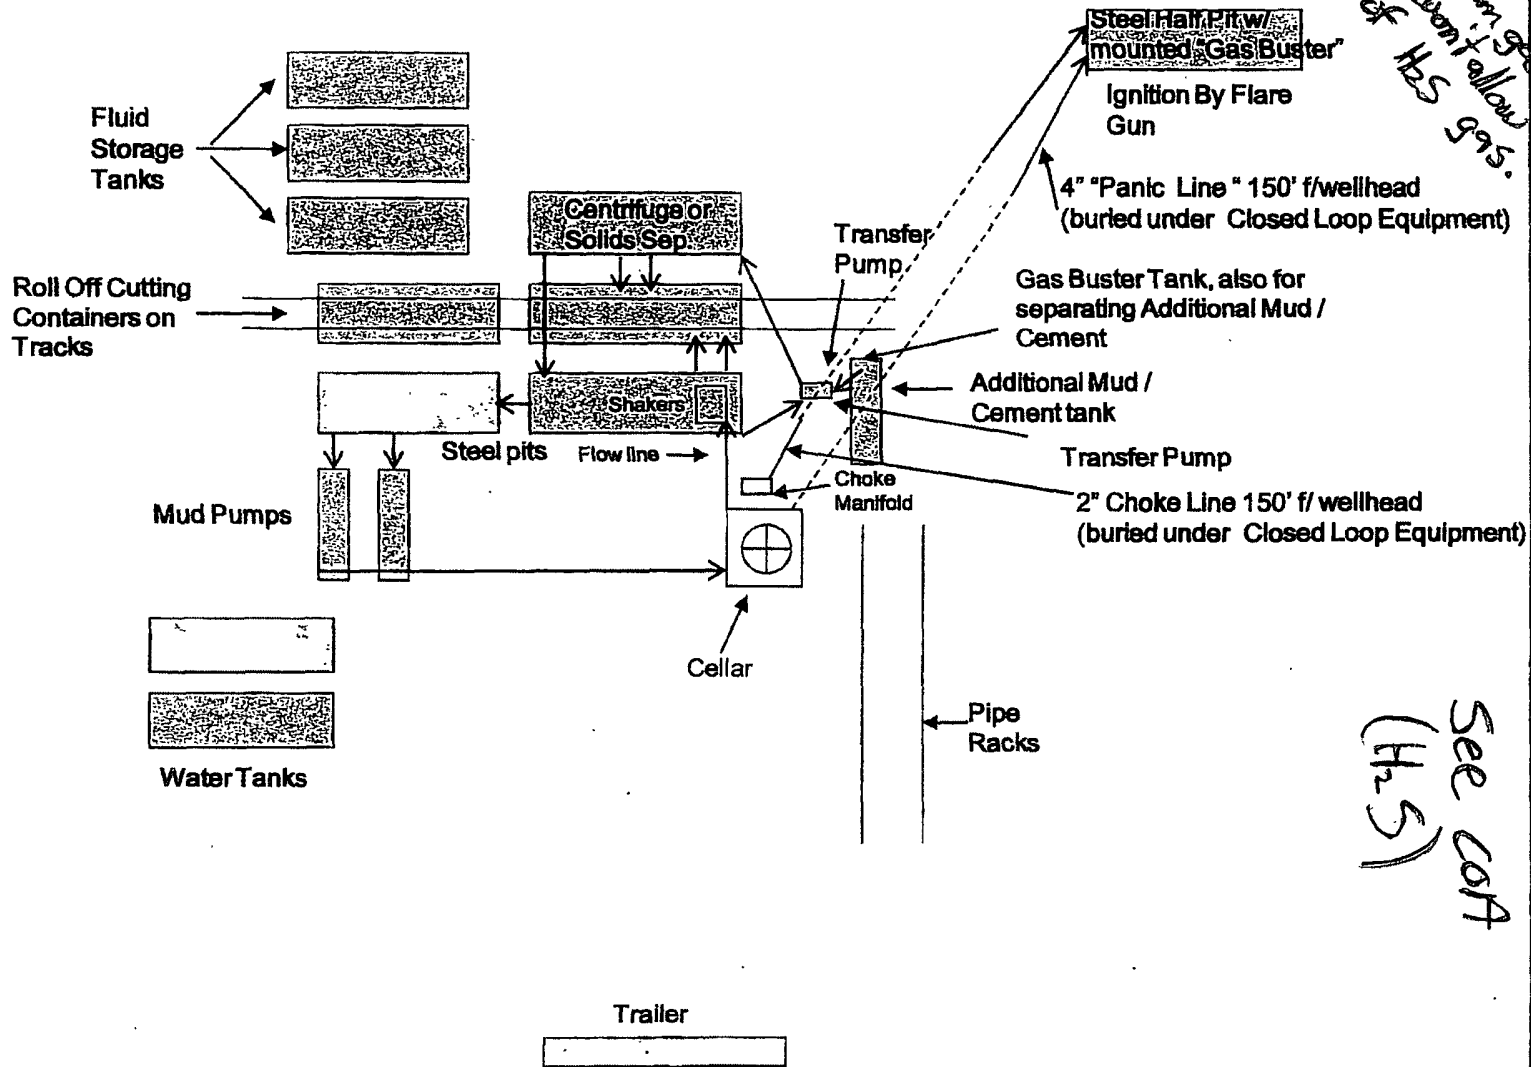 Steel Half Pit w/
mounted "Gas Buster"
Ignition By Flare
Gun
allow
of H2S gas.
Fluid
Storage
Tanks
4" "Panic Line " 150' f/wellhead
(buried under Closed Loop Equipment)
Centrifuge or
Solids Sep.
Transfer
Pump
Gas Buster Tank, also for
separating Additional Mud /
Cement
Roll Off Cutting
Containers on
Tracks
Additional Mud /
Cement tank
Shakers
Steel pits
Flow line
Transfer Pump
Choke
Manifold
2" Choke Line 150' f/ wellhead
(buried under Closed Loop Equipment)
Mud Pumps
Cellar
Pipe
Racks
Water Tanks
See COA
(H2S)
Trailer